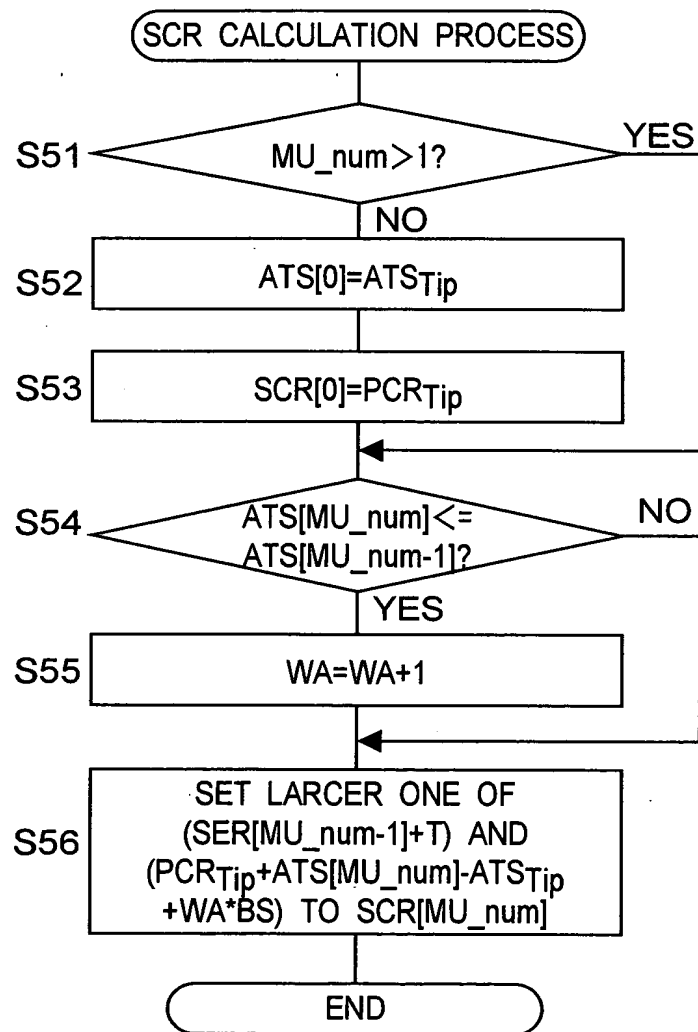 SCR CALCULATION PROCESS
S51
MU_num>1?
YES
NO
S52
ATS[0]=ATSTip
S53
SCR[0]=PCRTip
S54
ATS[MU_num]<=
ATS[MU_num-1]?
NO
YES
S55
WA=WA+1
S56
SET LARCER ONE OF
(SER[MU_num-1]+T) AND
(PCRTip+ATS[MU_num]-ATSTip
+WA*BS) TO SCR[MU_num]
END